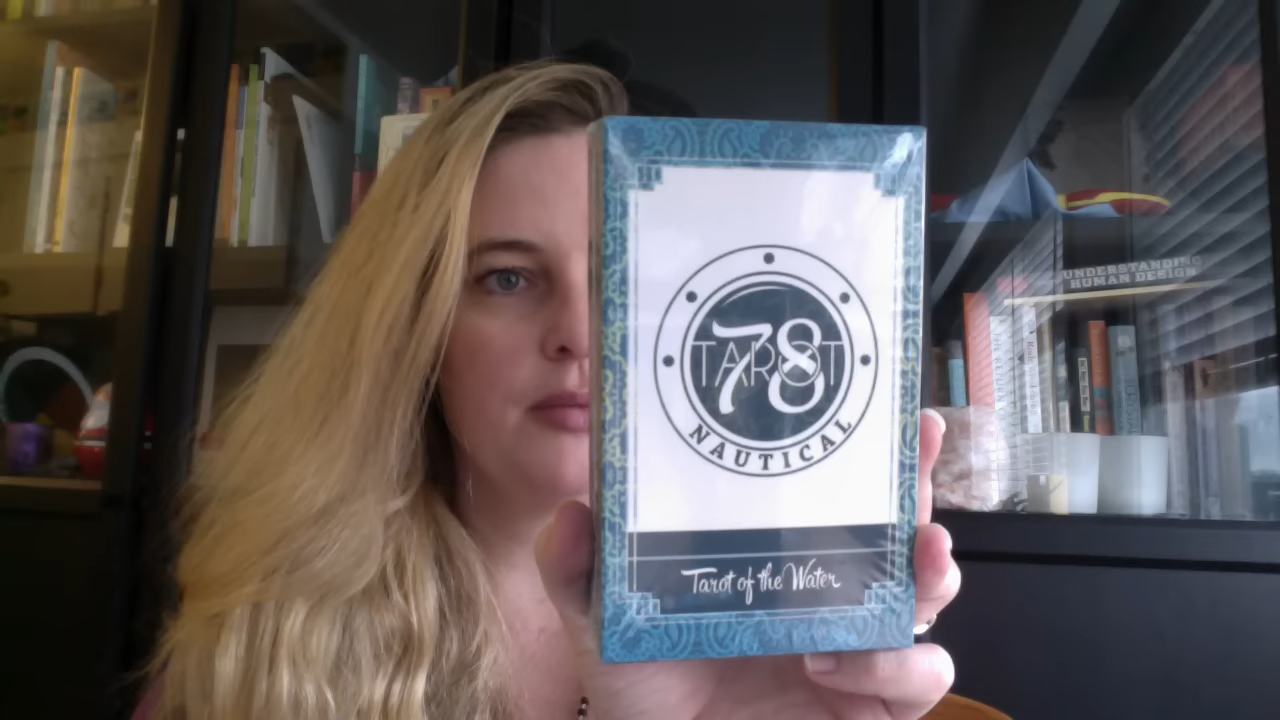 78
TAROT
NAUTICAL
Tarot of the Water
UNDERSTANDING
HUMAN DESIGN